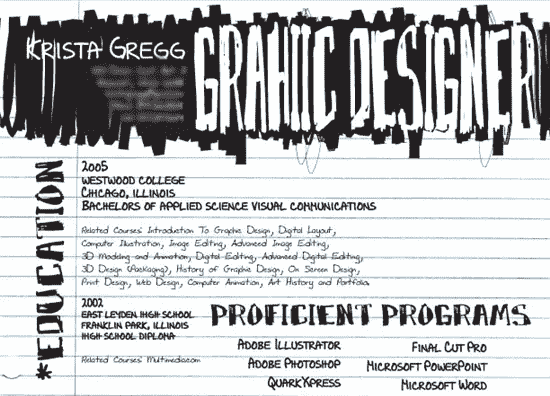 Krista Gregg
GRAHIIC DESIGNER
*EDUCATION
2005
WESTWOOD COLLEGE
CHICAGO, ILLINOIS
BACHELORS OF APPLIED SCIENCE VISUAL COMMUNICATIONS
Related Courses: Introduction To Graphic Design, Digital Layout,
Computer Illustration, Image Editing, Advanced Image Editing,
3D Modeling and Animation, Digital Editing, Advanced Digital Editing,
3D Design (Packaging), History of Graphic Design, On Screen Design,
Print Design, Web Design, Computer Animation, Art History and Portfolio.
2002
EAST LEYDEN HIGH SCHOOL
FRANKLIN PARK, ILLINOIS
HIGH SCHOOL DIPLOMA
Related Courses: Multimedia.com
PROFICIENT PROGRAMS
ADOBE ILLUSTRATOR
ADOBE PHOTOSHOP
QUARKXPRESS
FINAL CUT PRO
MICROSOFT POWERPOINT
MICROSOFT WORD